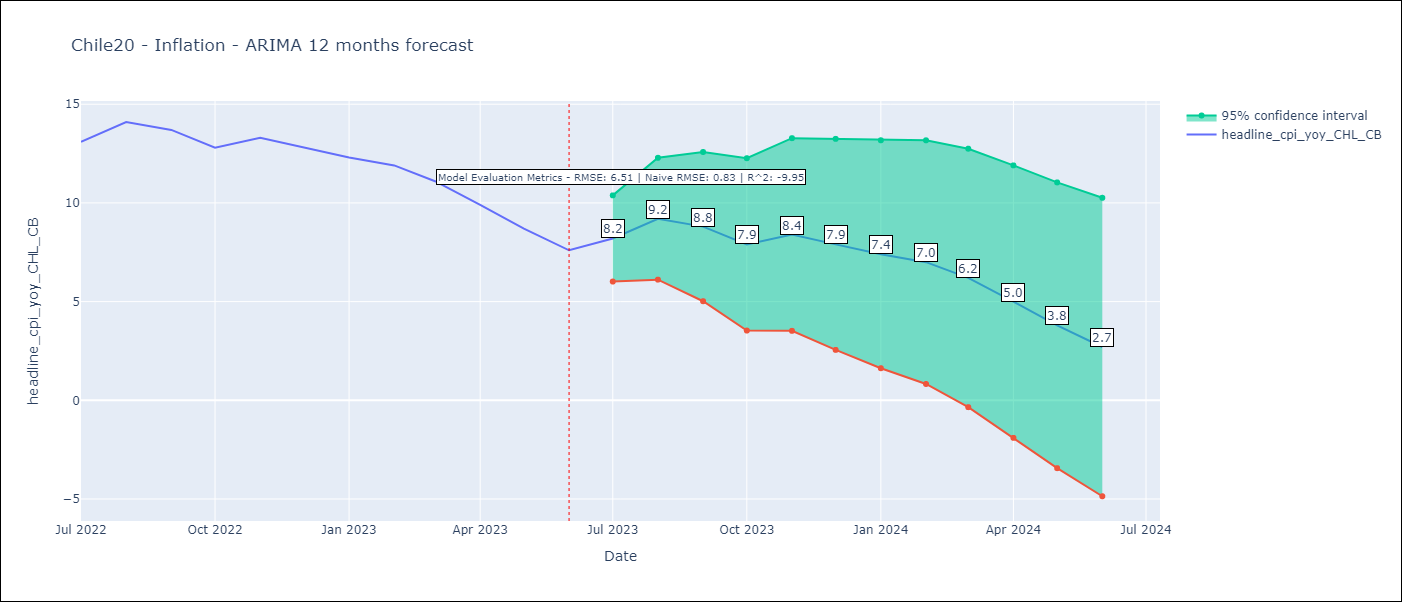 Chile20 - Inflation - ARIMA 12 months forecast
95% confidence interval
headline_cpi_yoy_CHL_CB
headline_cpi_yoy_CHL_CB
15
10
5
0
−5
Model Evaluation Metrics - RMSE: 6.51 | Naive RMSE: 0.83 | R^2: -9.95
8.2
9.2
8.8
7.9
8.4
7.9
7.4
7.0
6.2
5.0
3.8
2.7
Jul 2022 Oct 2022 Jan 2023 Apr 2023 Jul 2023 Oct 2023 Jan 2024 Apr 2024 Jul 2024
Date